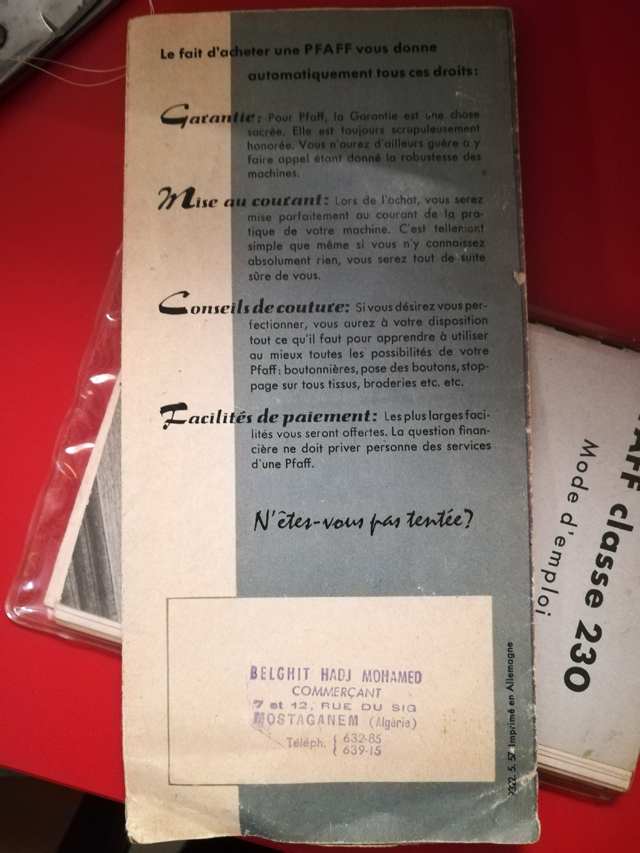 Le fait d'acheter une PFAFF vous donne
automatiquement tous ces droits:
Garantie: Pour Pfaff, la Garantie est une chose
sacrée. Elle est toujours scrupuleusement
honorée. Vous n'aurez d'ailleurs guère à y
faire appel étant donné la robustesse des
machines.
Mise au courant: Lors de l'achat, vous serez
mise parfaitement au courant de la pra-
tique de votre machine. C'est tellement
simple que même si vous n'y connaissez
absolument rien, vous serez tout de suite
sûre de vous.
Conseils de couture: Si vous désirez vous per-
fectionner, vous aurez à votre disposition
tout ce qu'il faut pour apprendre à utiliser
au mieux toutes les possibilités de votre
Pfaff: boutonnières, pose des boutons, stop-
page sur tous tissus, broderies etc. etc.
Facilités de paiement: Les plus larges faci-
lités vous seront offertes. La question finan-
cière ne doit priver personne des services
d'une Pfaff.
N'êtes-vous pas tentée?
BELGHIT HADJ MOHAMED
COMMERÇANT
7 et 12, RUE DU SIG
MOSTAGANEM (Algérie)
Téléph. { 632-85
639-15
5. 57 Imprimé en Allemagne
AFF classe 230
Mode d'emploi